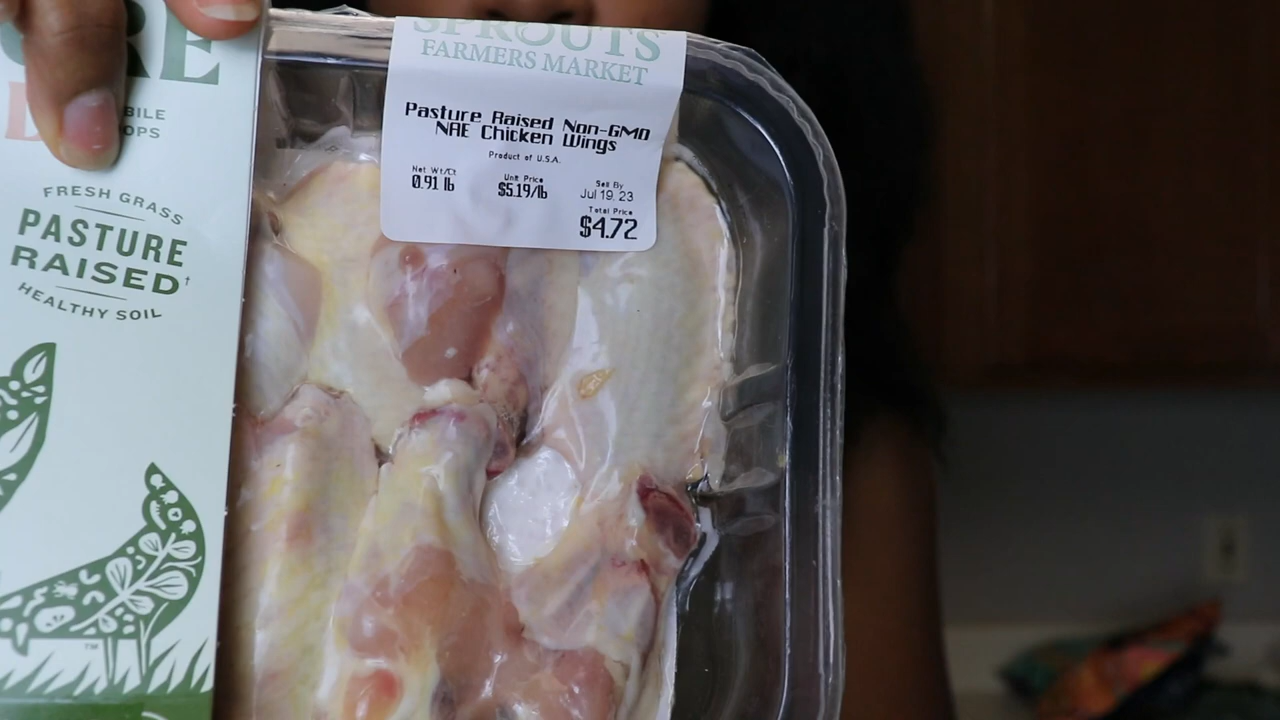 RE
BILE
OPS
FRESH GRASS
PASTURE
RAISED†
HEALTHY SOIL
TM
SPROUTS
FARMERS MARKET
Pasture Raised Non-GMO
NAE Chicken Wings
Product of U.S.A.
Net Wt/Ct Unit Price Sell By
0.91 lb $5.19/lb Jul 19, 23
Total Price
$4.72